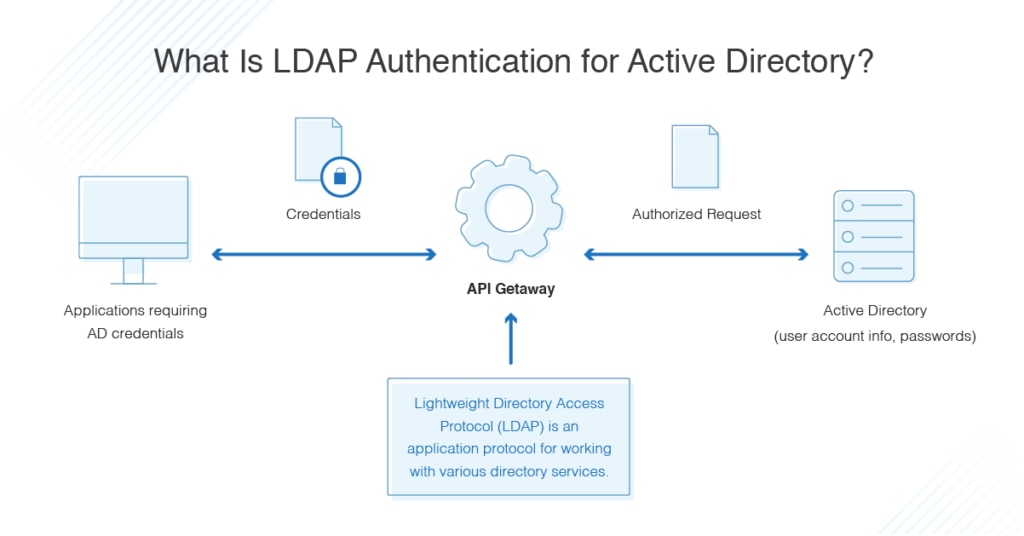 What Is LDAP Authentication for Active Directory?
Credentials
Authorized Request
API Getaway
Applications requiring
AD credentials
Active Directory
(user account info, passwords)
Lightweight Directory Access
Protocol (LDAP) is an
application protocol for working
with various directory services.